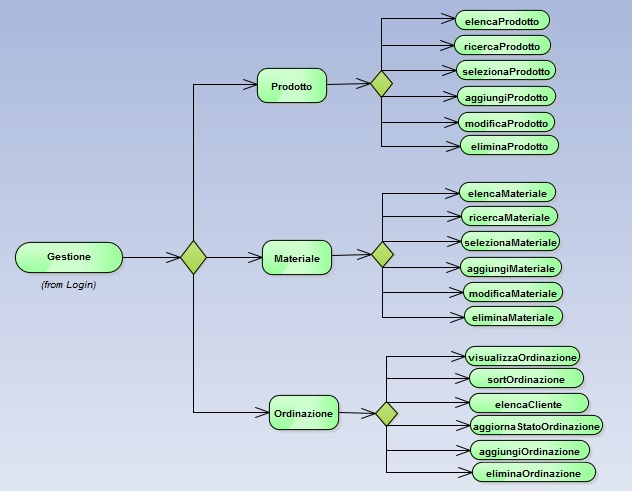 elencaProdotto
ricercaProdotto
selezionaProdotto
Prodotto
aggiungiProdotto
modificaProdotto
eliminaProdotto
elencaMateriale
ricercaMateriale
selezionaMateriale
Gestione
(from Login)
Materiale
aggiungiMateriale
modificaMateriale
eliminaMateriale
visualizzaOrdinazione
sortOrdinazione
elencaCliente
Ordinazione
aggiornaStatoOrdinazione
aggiungiOrdinazione
eliminaOrdinazione